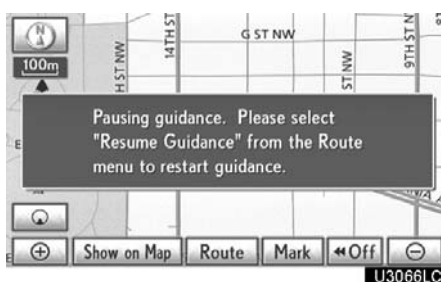 N
100m
H ST NW
14TH ST
G ST NW
ST NW
9TH ST N
Pausing guidance. Please select
"Resume Guidance" from the Route
menu to restart guidance.
Show on Map
Route
Mark
Off
U3066LC